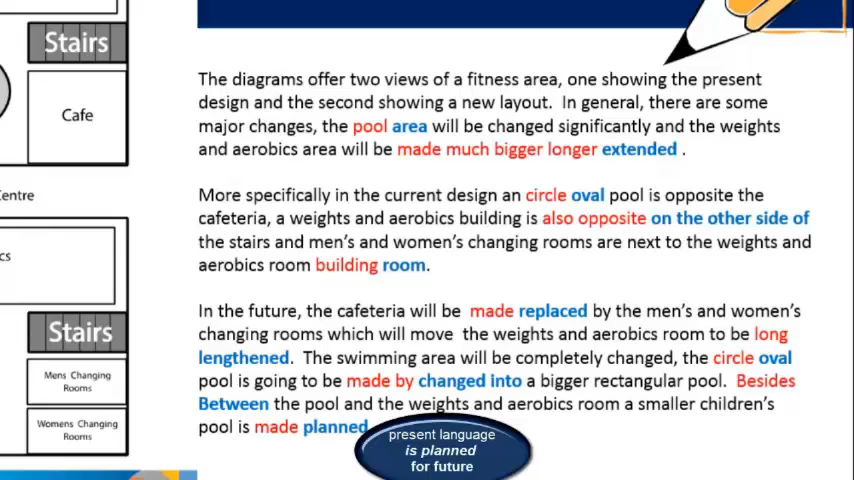 Stairs
Cafe
entre
cs
Stairs
Mens Changing
Rooms
Womens Changing
Rooms
The diagrams offer two views of a fitness area, one showing the present
design and the second showing a new layout. In general, there are some
major changes, the pool area will be changed significantly and the weights
and aerobics area will be made much bigger longer extended .
More specifically in the current design an circle oval pool is opposite the
cafeteria, a weights and aerobics building is also opposite on the other side of
the stairs and men's and women's changing rooms are next to the weights and
aerobics room building room.
In the future, the cafeteria will be made replaced by the men's and women's
changing rooms which will move the weights and aerobics room to be long
lengthened. The swimming area will be completely changed, the circle oval
pool is going to be made by changed into a bigger rectangular pool. Besides
Between the pool and the weights and aerobics room a smaller children's
pool is made planned
present language
is planned
for future